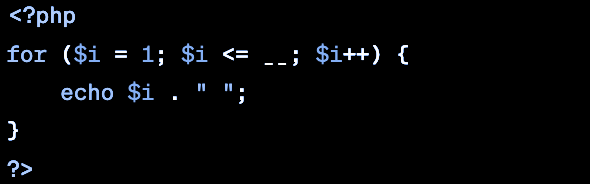 <?php
for ($i = 1; $i <= __; $i++) {
    echo $i . " ";
}
?>